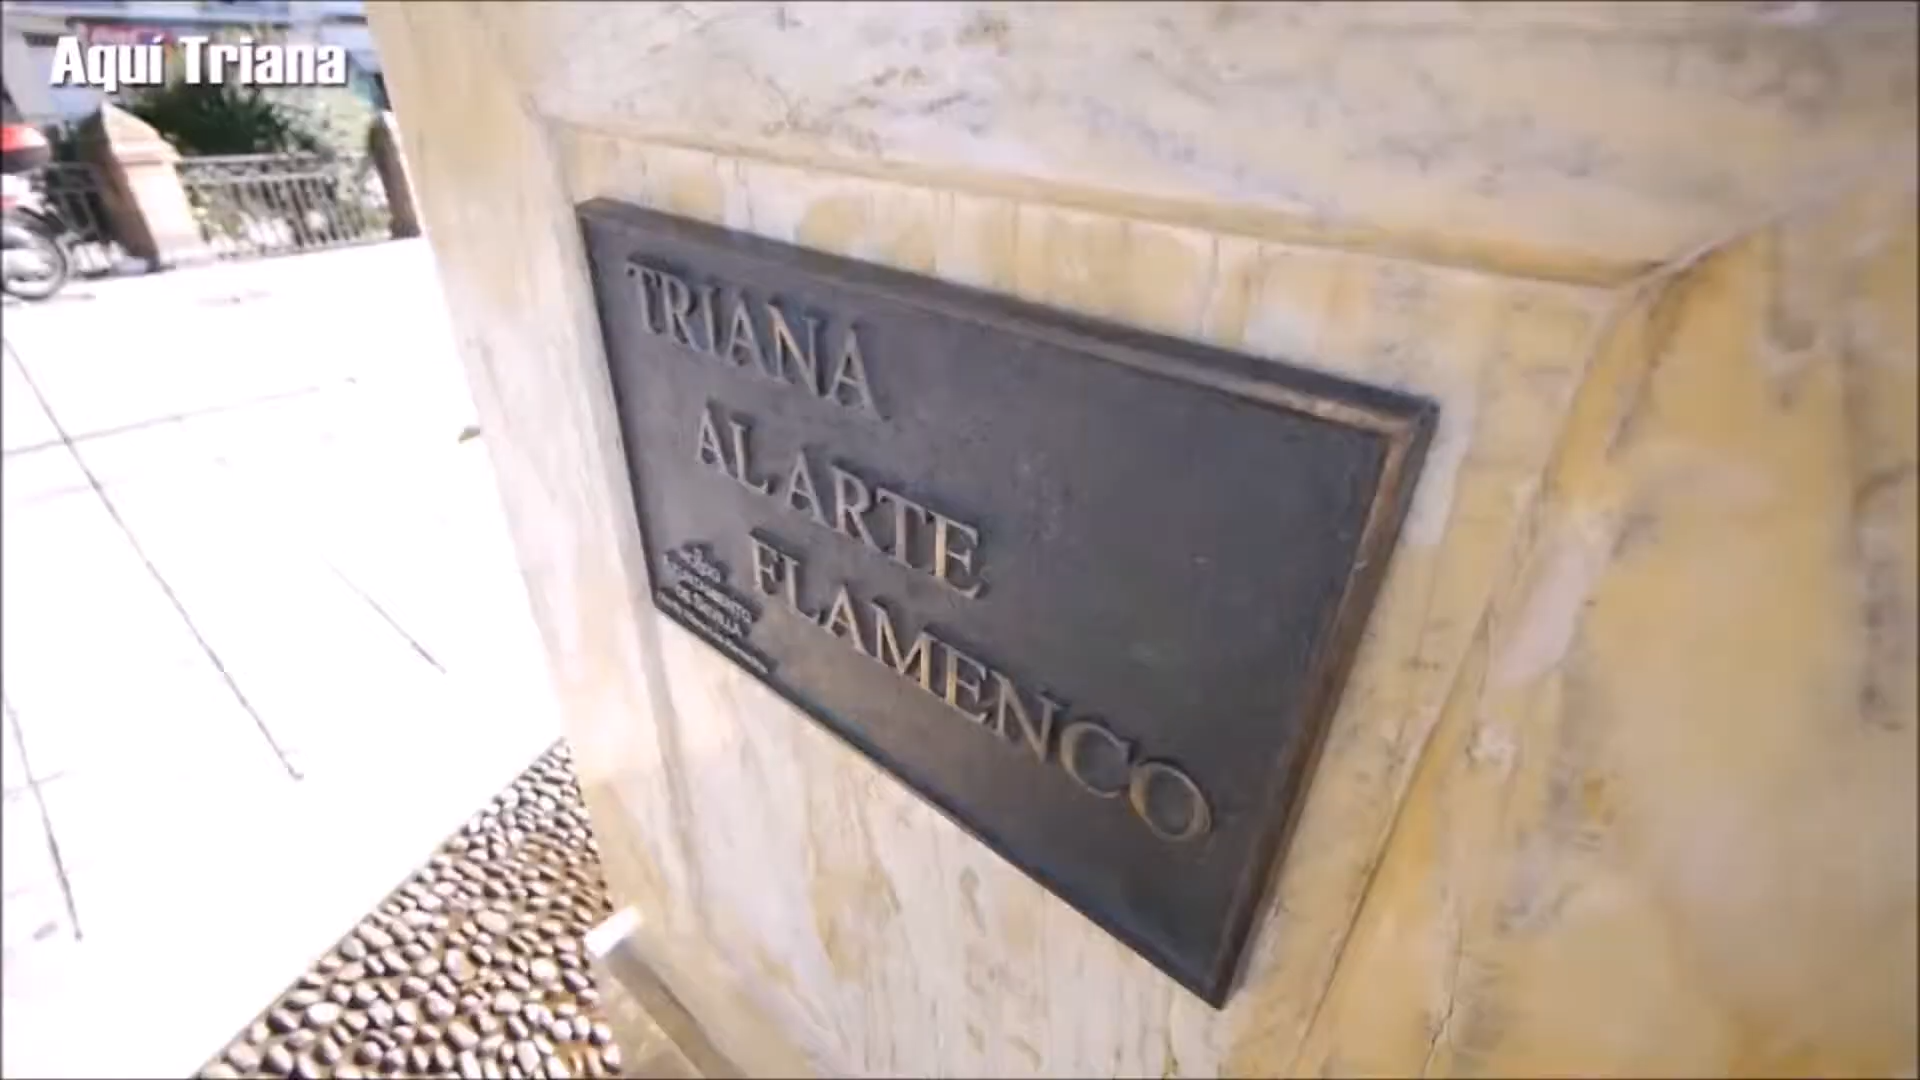 Aquí Triana
TRIANA
AL ARTE
FLAMENCO
AYUNTAMIENTO
DE SEVILLA